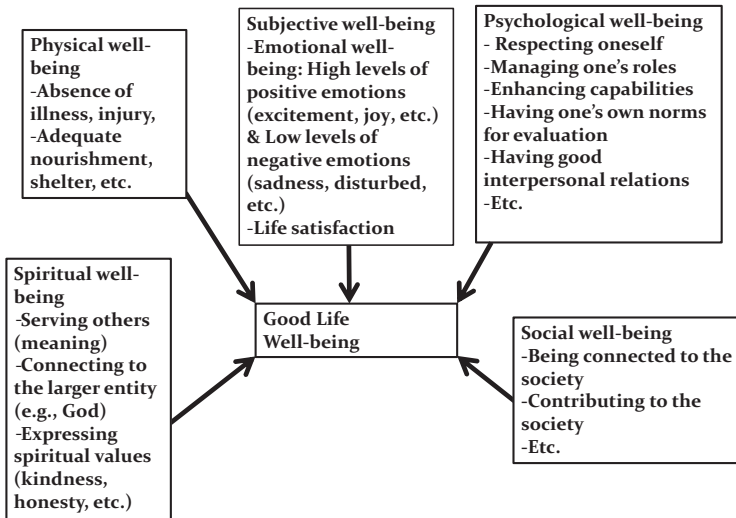 Physical well-
being
-Absence of
illness, injury,
-Adequate
nourishment,
shelter, etc.
Subjective well-being
-Emotional well-
being: High levels of
positive emotions
(excitement, joy, etc.)
& Low levels of
negative emotions
(sadness, disturbed,
etc.)
-Life satisfaction
Psychological well-being
- Respecting oneself
-Managing one's roles
-Enhancing capabilities
-Having one's own norms
for evaluation
-Having good
interpersonal relations
-Etc.
Spiritual well-
being
-Serving others
(meaning)
-Connecting to
the larger entity
(e.g., God)
-Expressing
spiritual values
(kindness,
honesty, etc.)
Good Life
Well-being
Social well-being
-Being connected to the
society
-Contributing to the
society
-Etc.